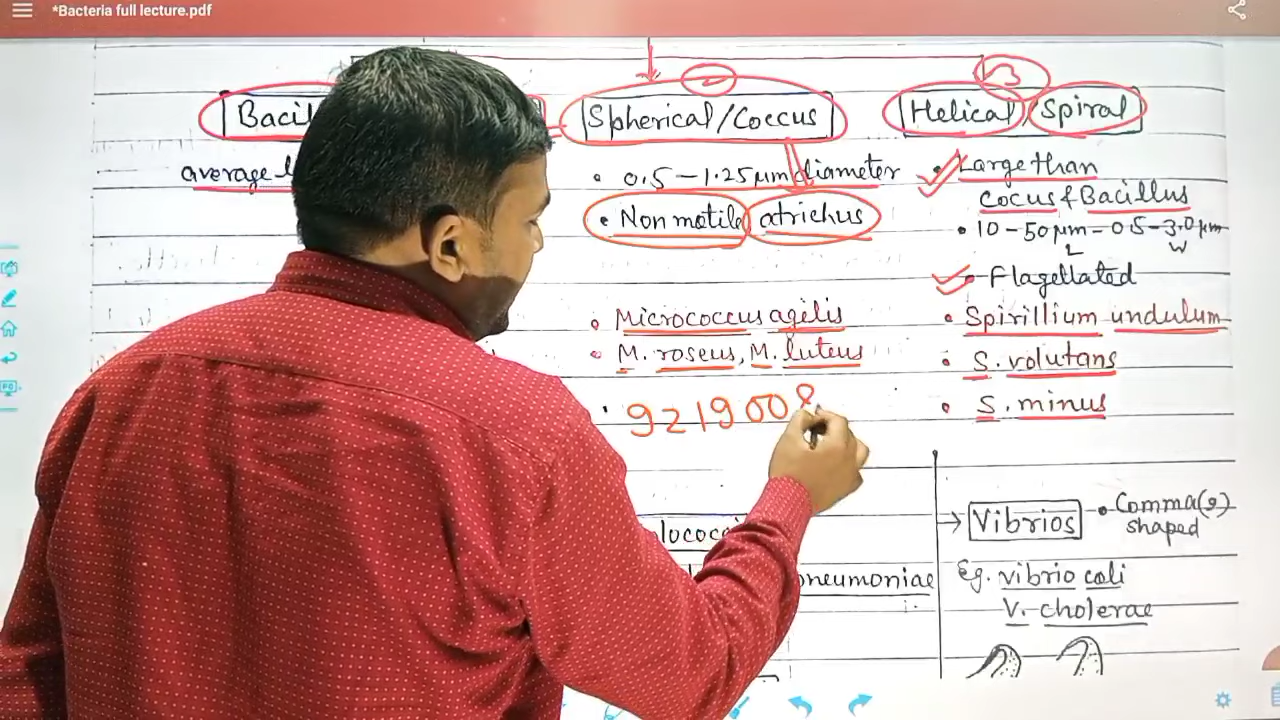 *Bacteria full lecture.pdf
Spherical/Coccus
Helical Spiral
average
• 0.5 – 1.25 μm diameter
• Large than
Cocus & Bacillus
• Non motile atrichus
• 10 – 50 μm – 0.5 – 3.0 μm
L W
• Flagellated
• Micrococcus agilis
• Spirillium undulum
• M. roseus, M. luteus
• S. volutans
• 9219008
• S. minus
→ Vibrios • Comma(,)
shaped
pneumoniae
Eg. vibrio coli
V. cholerae